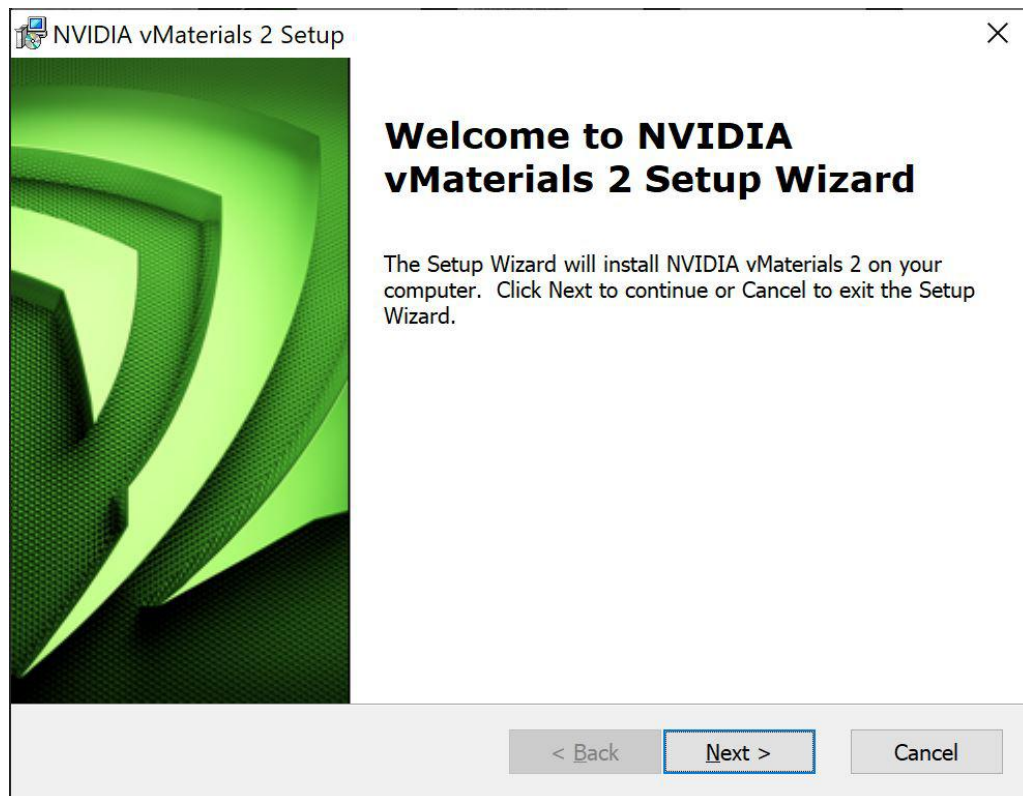 NVIDIA vMaterials 2 Setup
Welcome to NVIDIA
vMaterials 2 Setup Wizard
The Setup Wizard will install NVIDIA vMaterials 2 on your
computer.  Click Next to continue or Cancel to exit the Setup
Wizard.
< Back
Next >
Cancel